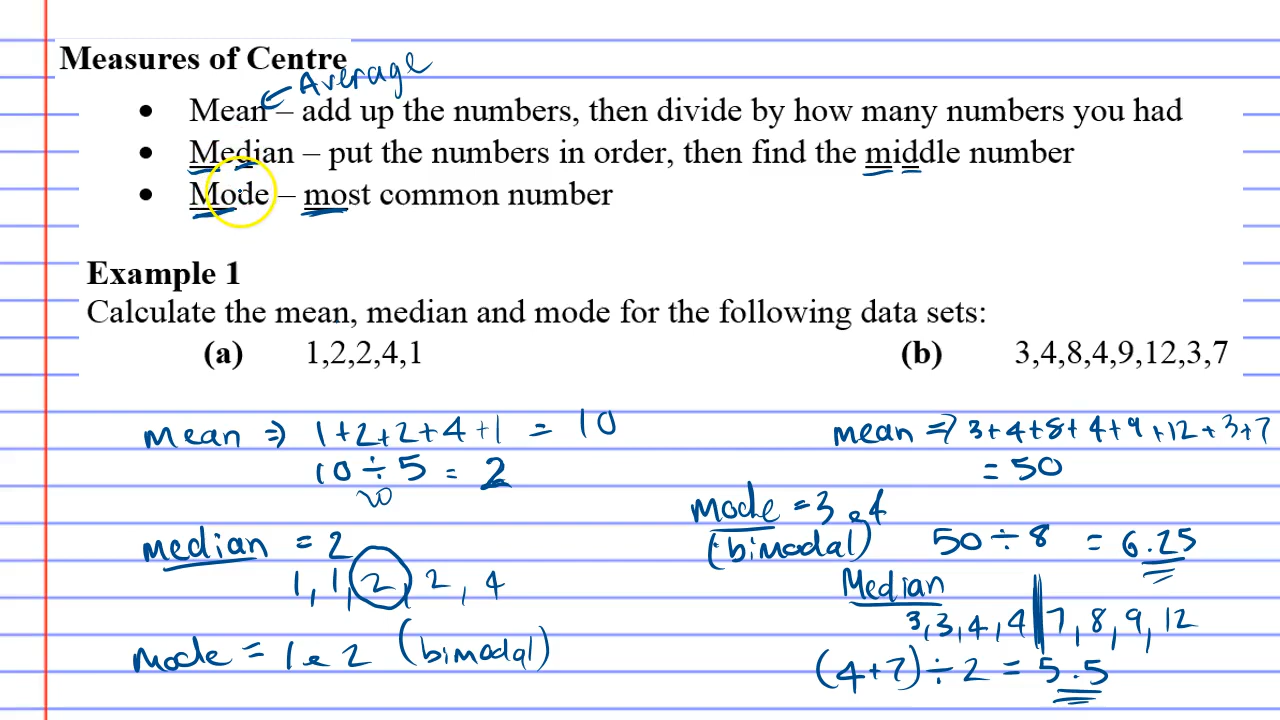 Measures of Centre
Average
• Mean – add up the numbers, then divide by how many numbers you had
• Median – put the numbers in order, then find the middle number
• Mode – most common number
Example 1
Calculate the mean, median and mode for the following data sets:
(a) 1,2,2,4,1
(b) 3,4,8,4,9,12,3,7
mean ⇒ 1+2+2+4+1 = 10
10 ÷ 5 = 2
median = 2
1, 1, 2, 2, 4
mode = 1 & 2 (bimodal)
mean ⇒ 3+4+8+4+9+12+3+7
= 50
mode = 3 & 4
(bimodal)
50 ÷ 8 = 6.25
Median
3,3,4,4 | 7,8,9,12
(4+7) ÷ 2 = 5.5